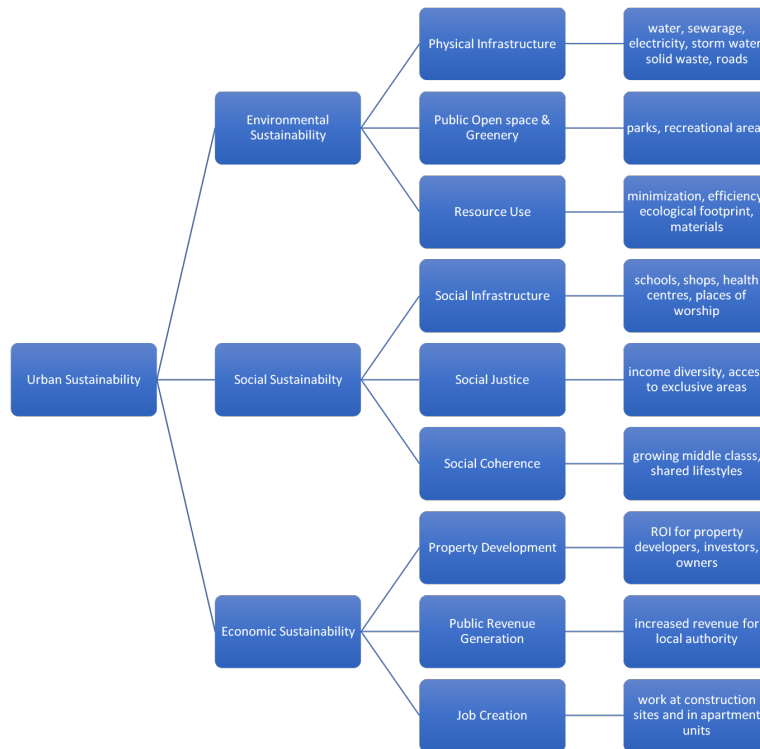 Urban Sustainability
Environmental
Sustainability
Physical Infrastructure
water, sewarage,
electricity, storm water
solid waste, roads
Public Open space &
Greenery
parks, recreational area
Resource Use
minimization, efficiency
ecological footprint,
materials
Social Sustainabilty
Social Infrastructure
schools, shops, health
centres, places of
worship
Social Justice
income diversity, acces
to exclusive areas
Social Coherence
growing middle classs,
shared lifestyles
Economic Sustainability
Property Development
ROI for property
developers, investors,
owners
Public Revenue
Generation
increased revenue for
local authority
Job Creation
work at construction
sites and in apartment
units